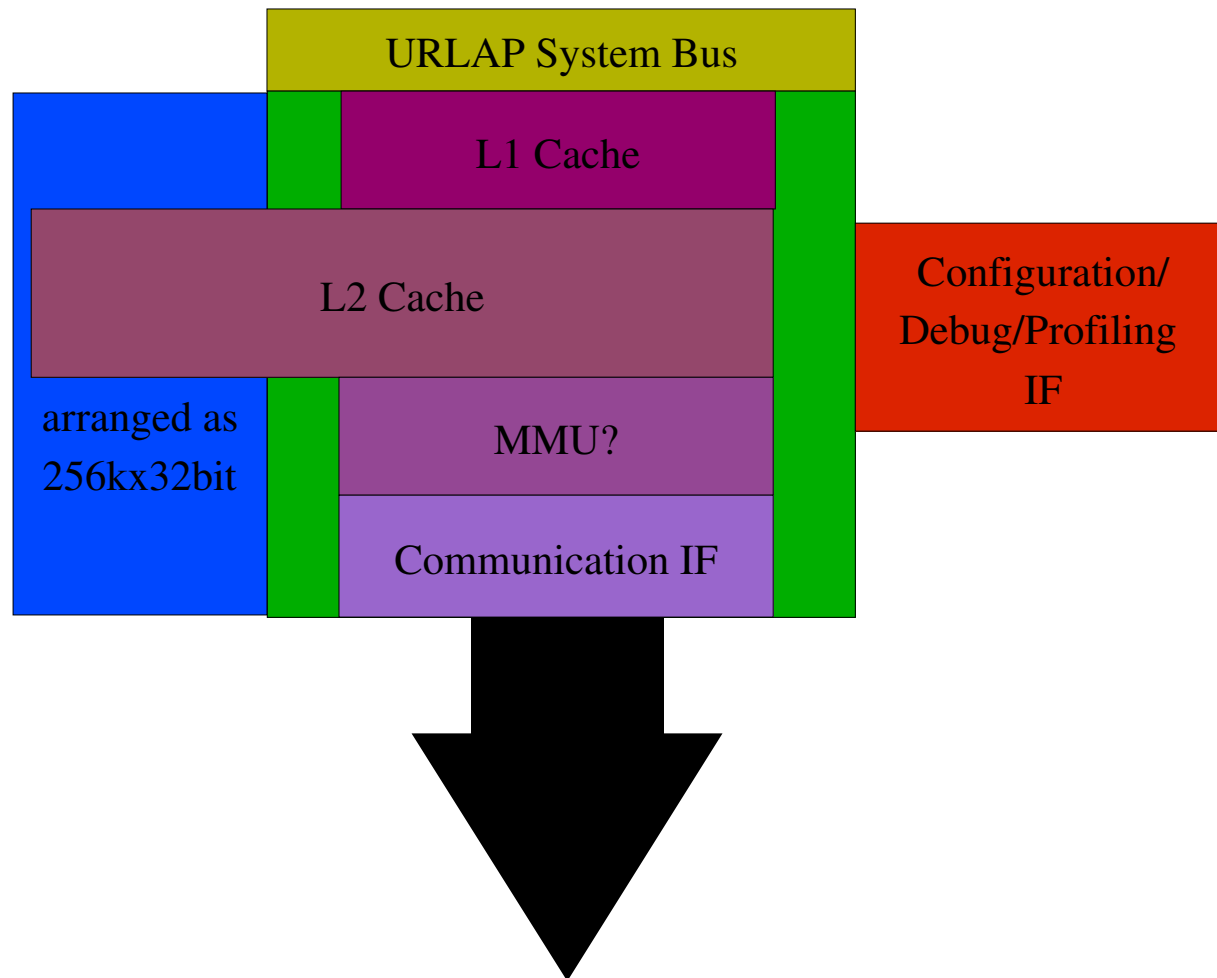 URLAP System Bus
L1 Cache
L2 Cache
Configuration/
Debug/Profiling
IF
arranged as
256kx32bit
MMU?
Communication IF